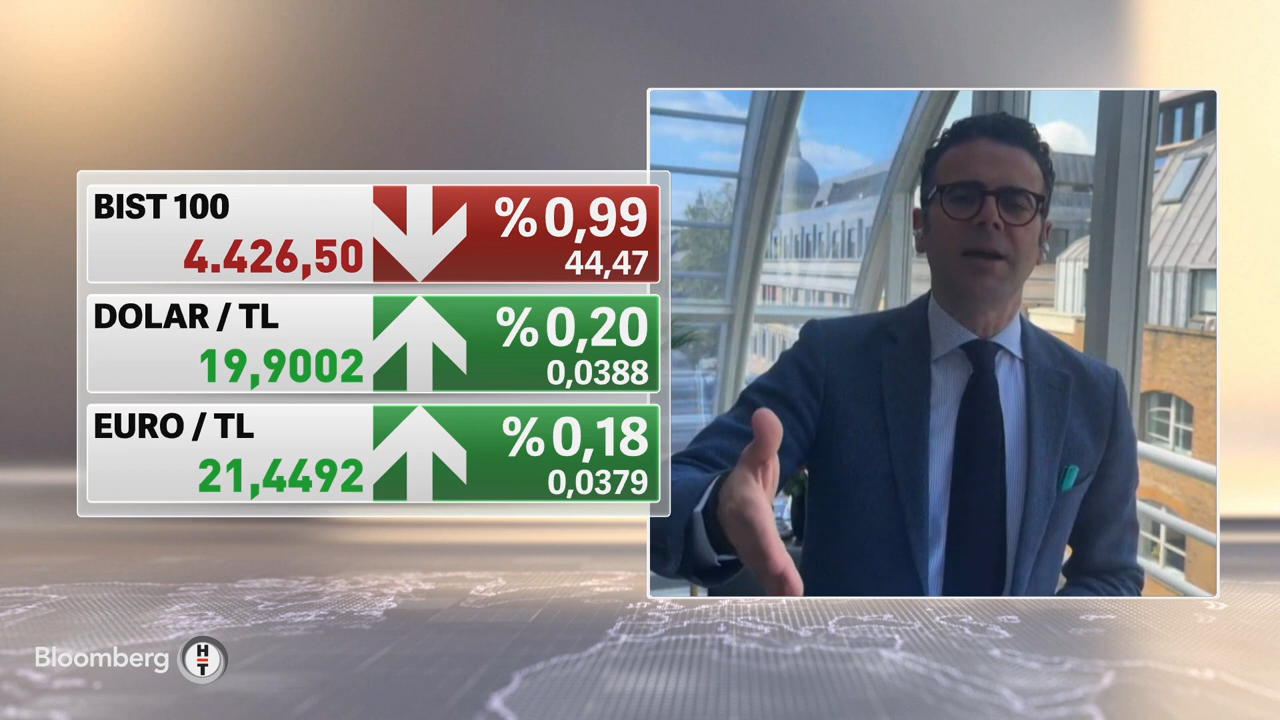 BIST 100
4.426,50
%0,99
44,47
DOLAR / TL
19,9002
%0,20
0,0388
EURO / TL
21,4492
%0,18
0,0379
Bloomberg HT